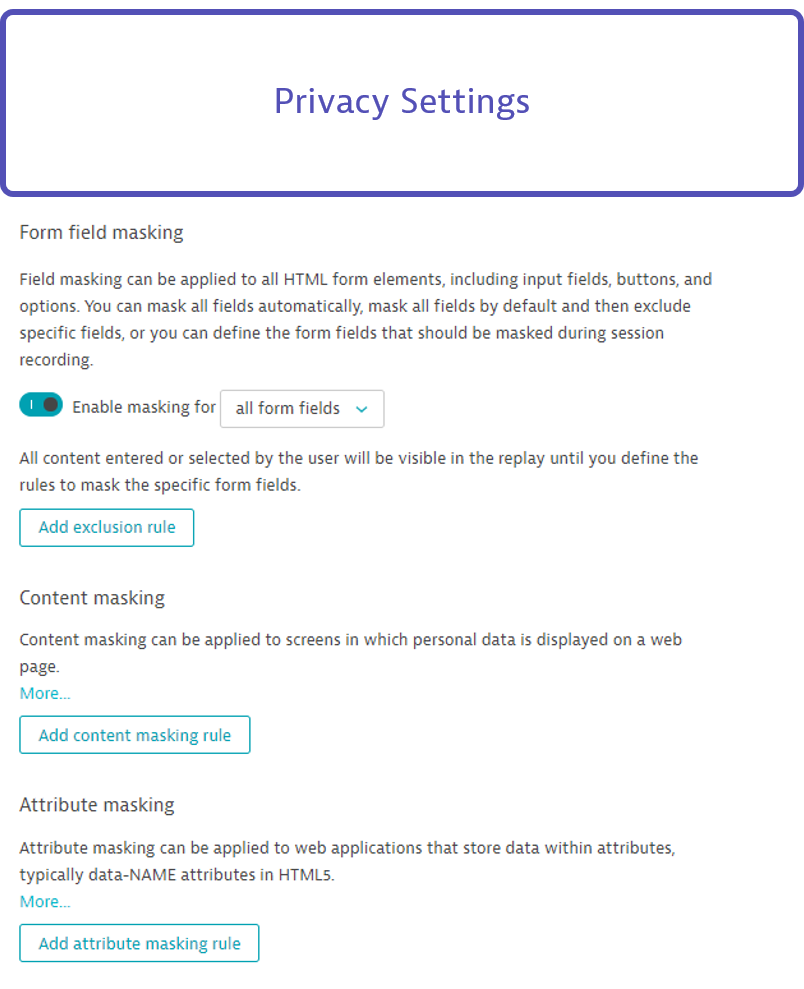 Privacy Settings
Form field masking
Field masking can be applied to all HTML form elements, including input fields, buttons, and
options. You can mask all fields automatically, mask all fields by default and then exclude
specific fields, or you can define the form fields that should be masked during session
recording.
Enable masking for all form fields
All content entered or selected by the user will be visible in the replay until you define the
rules to mask the specific form fields.
Add exclusion rule
Content masking
Content masking can be applied to screens in which personal data is displayed on a web
page.
More...
Add content masking rule
Attribute masking
Attribute masking can be applied to web applications that store data within attributes,
typically data-NAME attributes in HTML5.
More...
Add attribute masking rule